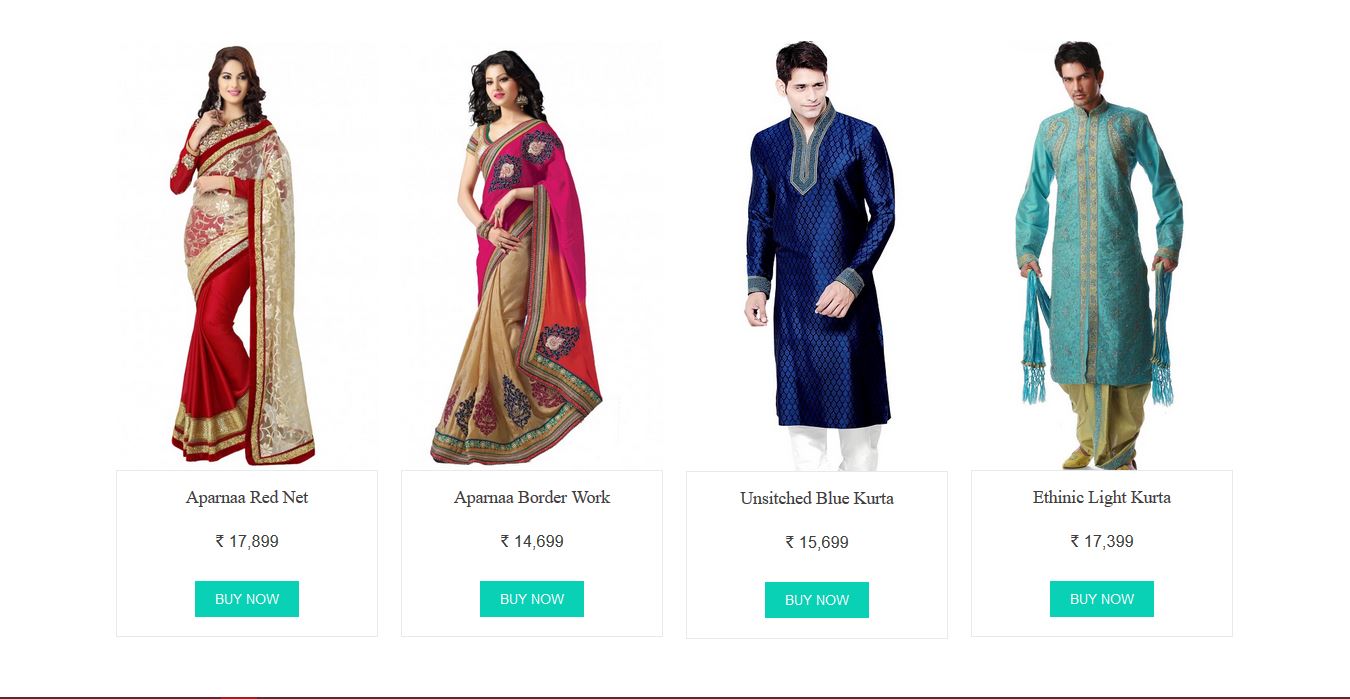 Aparnaa Red Net
₹ 17,899
BUY NOW
Aparnaa Border Work
₹ 14,699
BUY NOW
Unsitched Blue Kurta
₹ 15,699
BUY NOW
Ethinic Light Kurta
₹ 17,399
BUY NOW